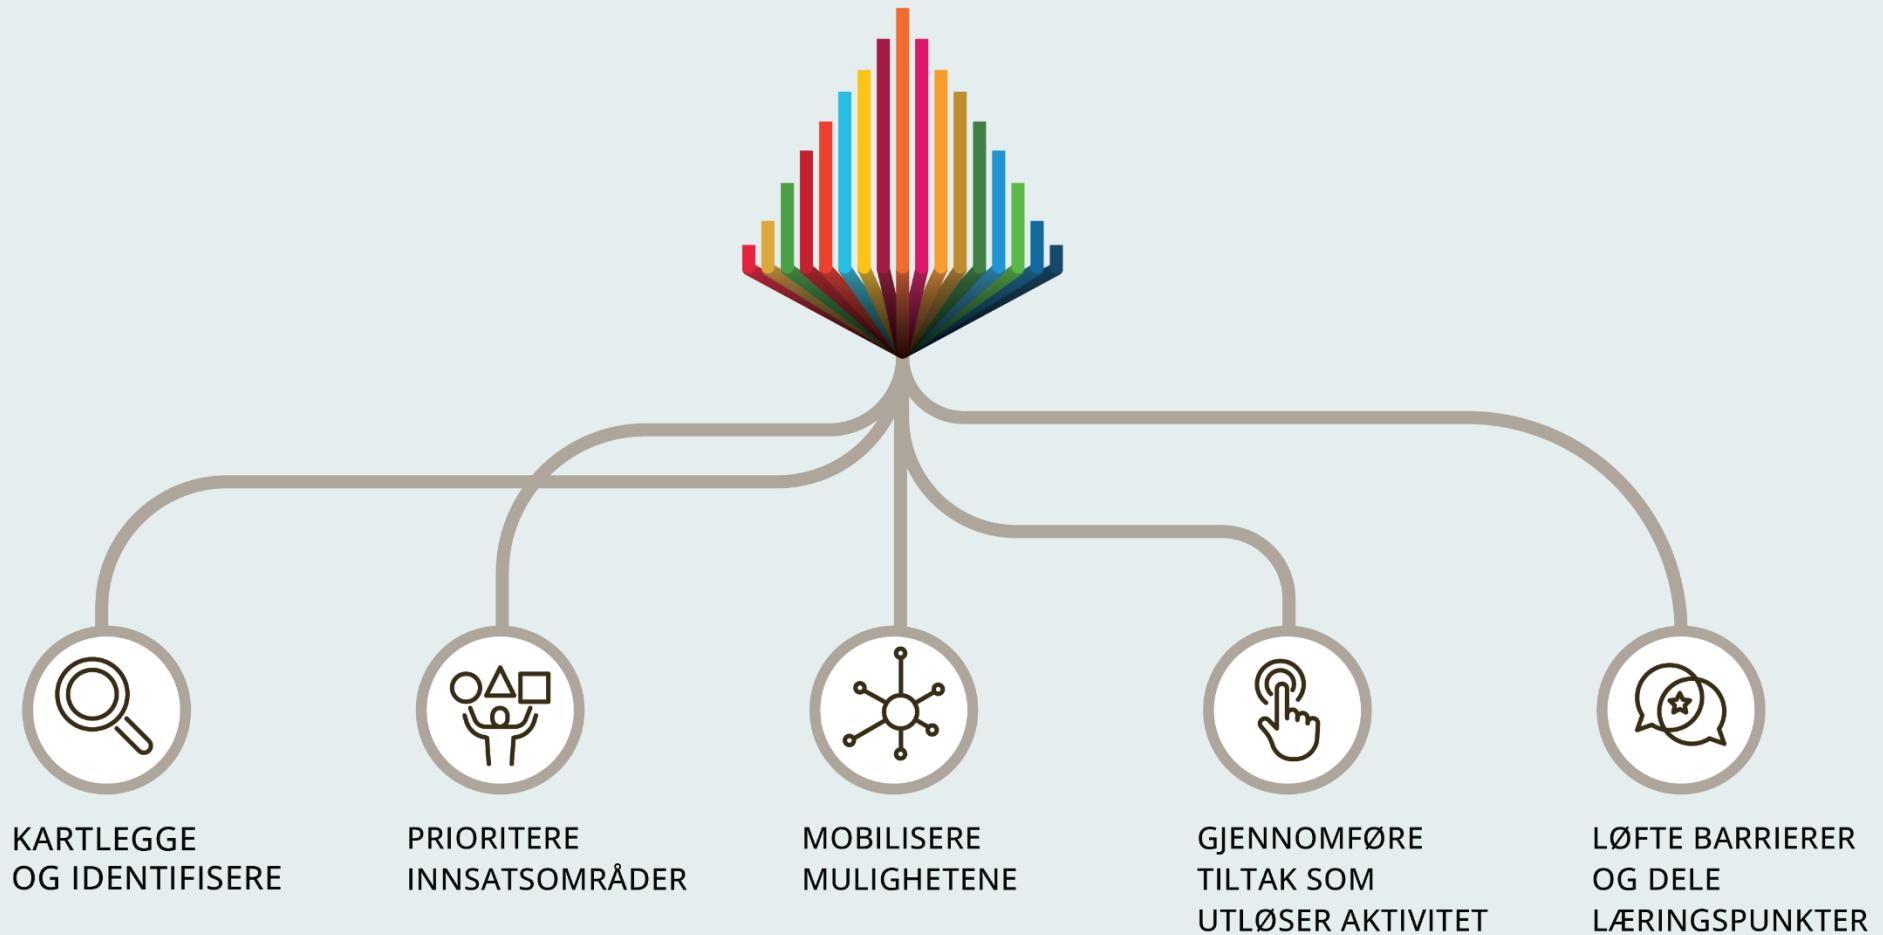 KARTLEGGE
OG IDENTIFISERE
PRIORITERE
INNSATSOMRÅDER
MOBILISERE
MULIGHETENE
GJENNOMFØRE
TILTAK SOM
UTLØSER AKTIVITET
LØFTE BARRIERER
OG DELE
LÆRINGSPUNKTER